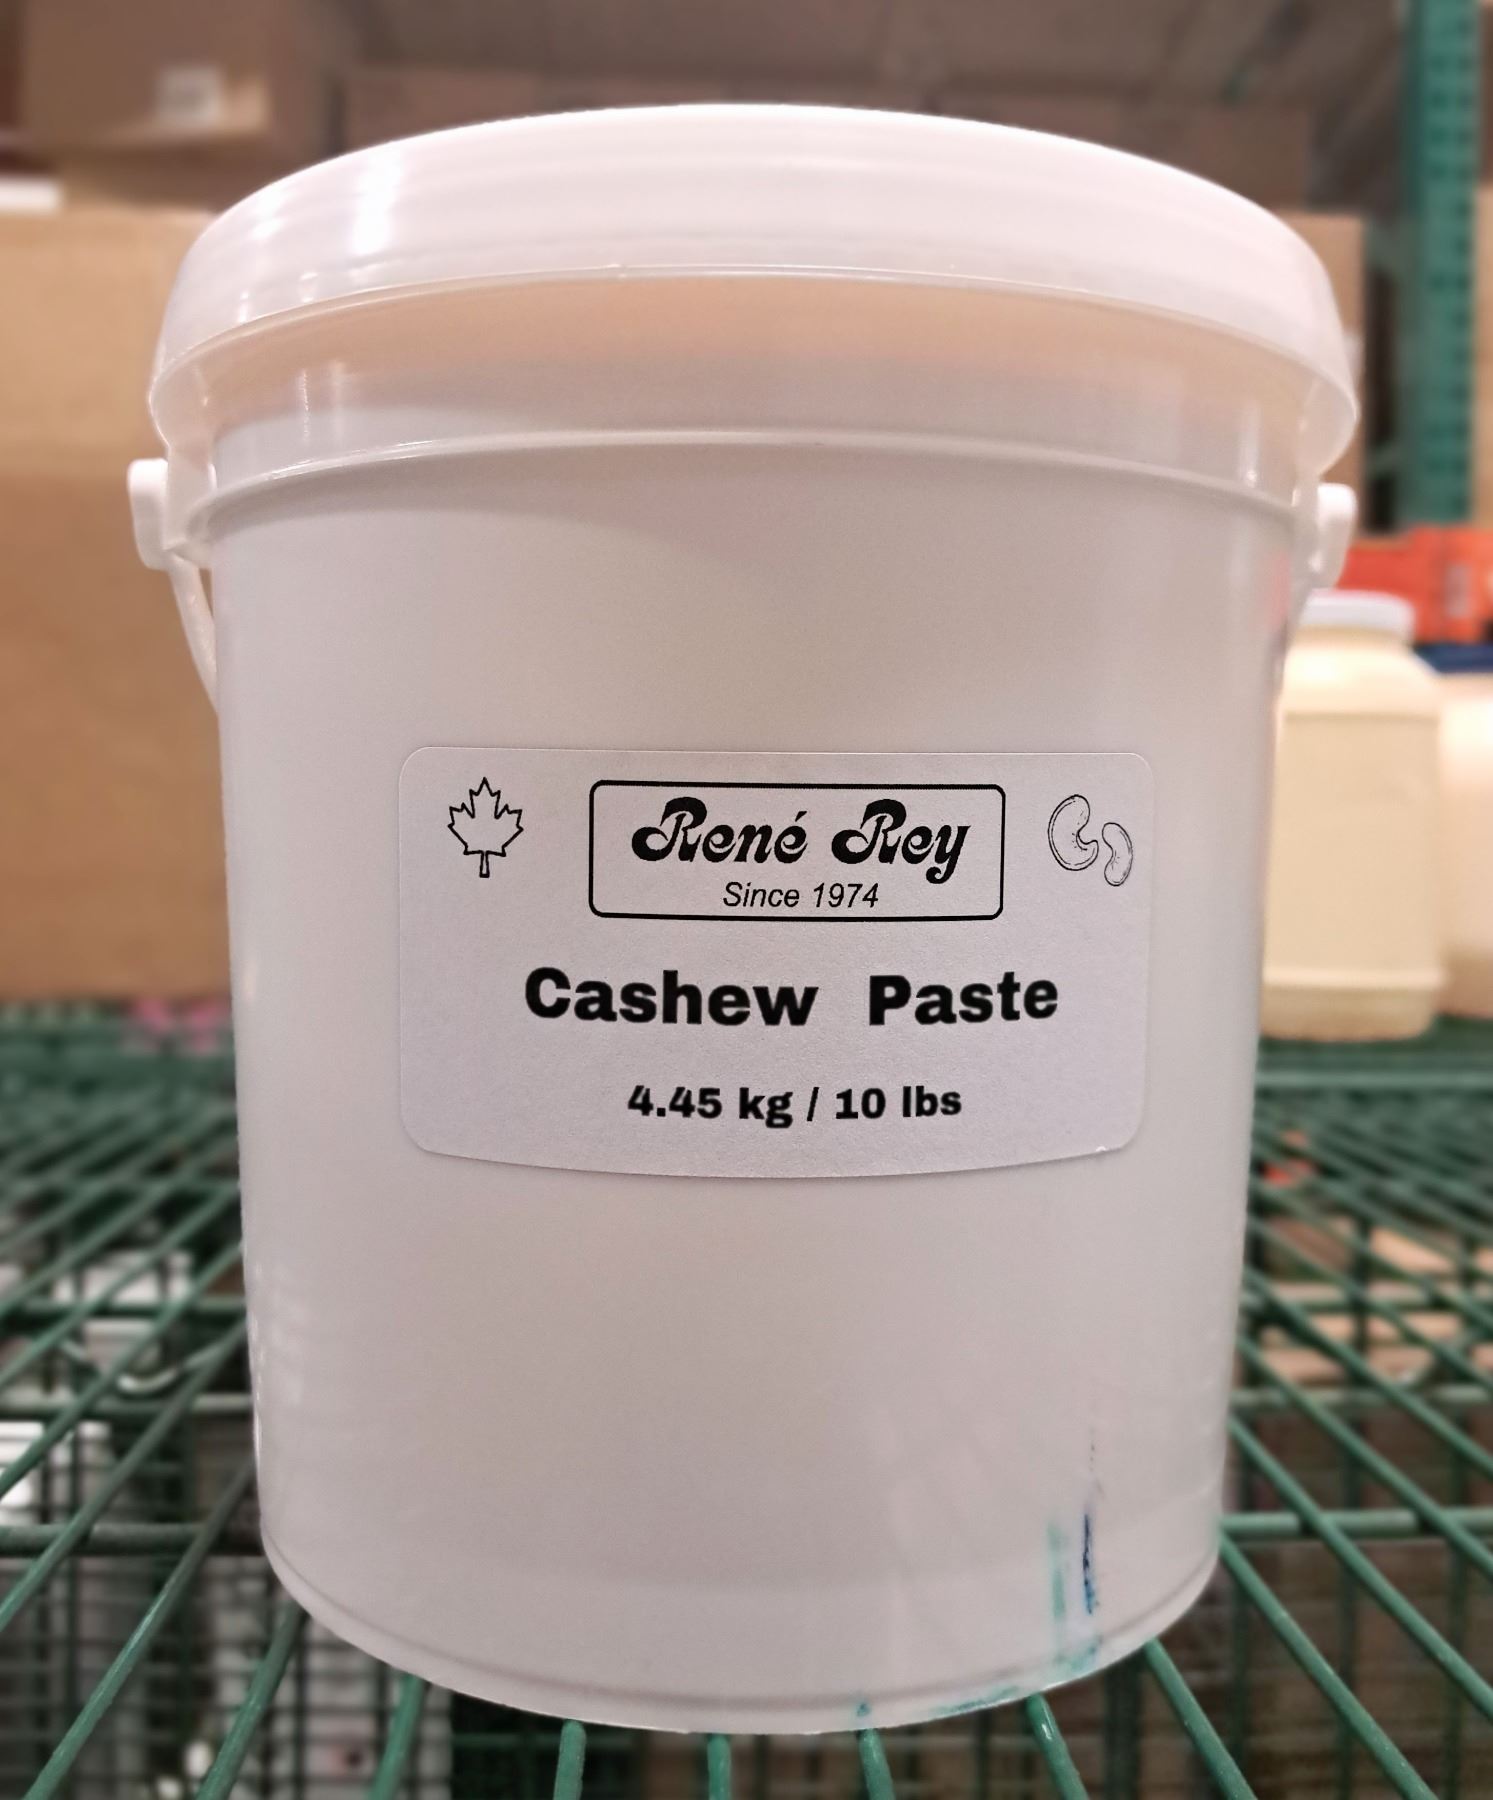 René Rey
Since 1974
Cashew Paste
4.45 kg / 10 lbs